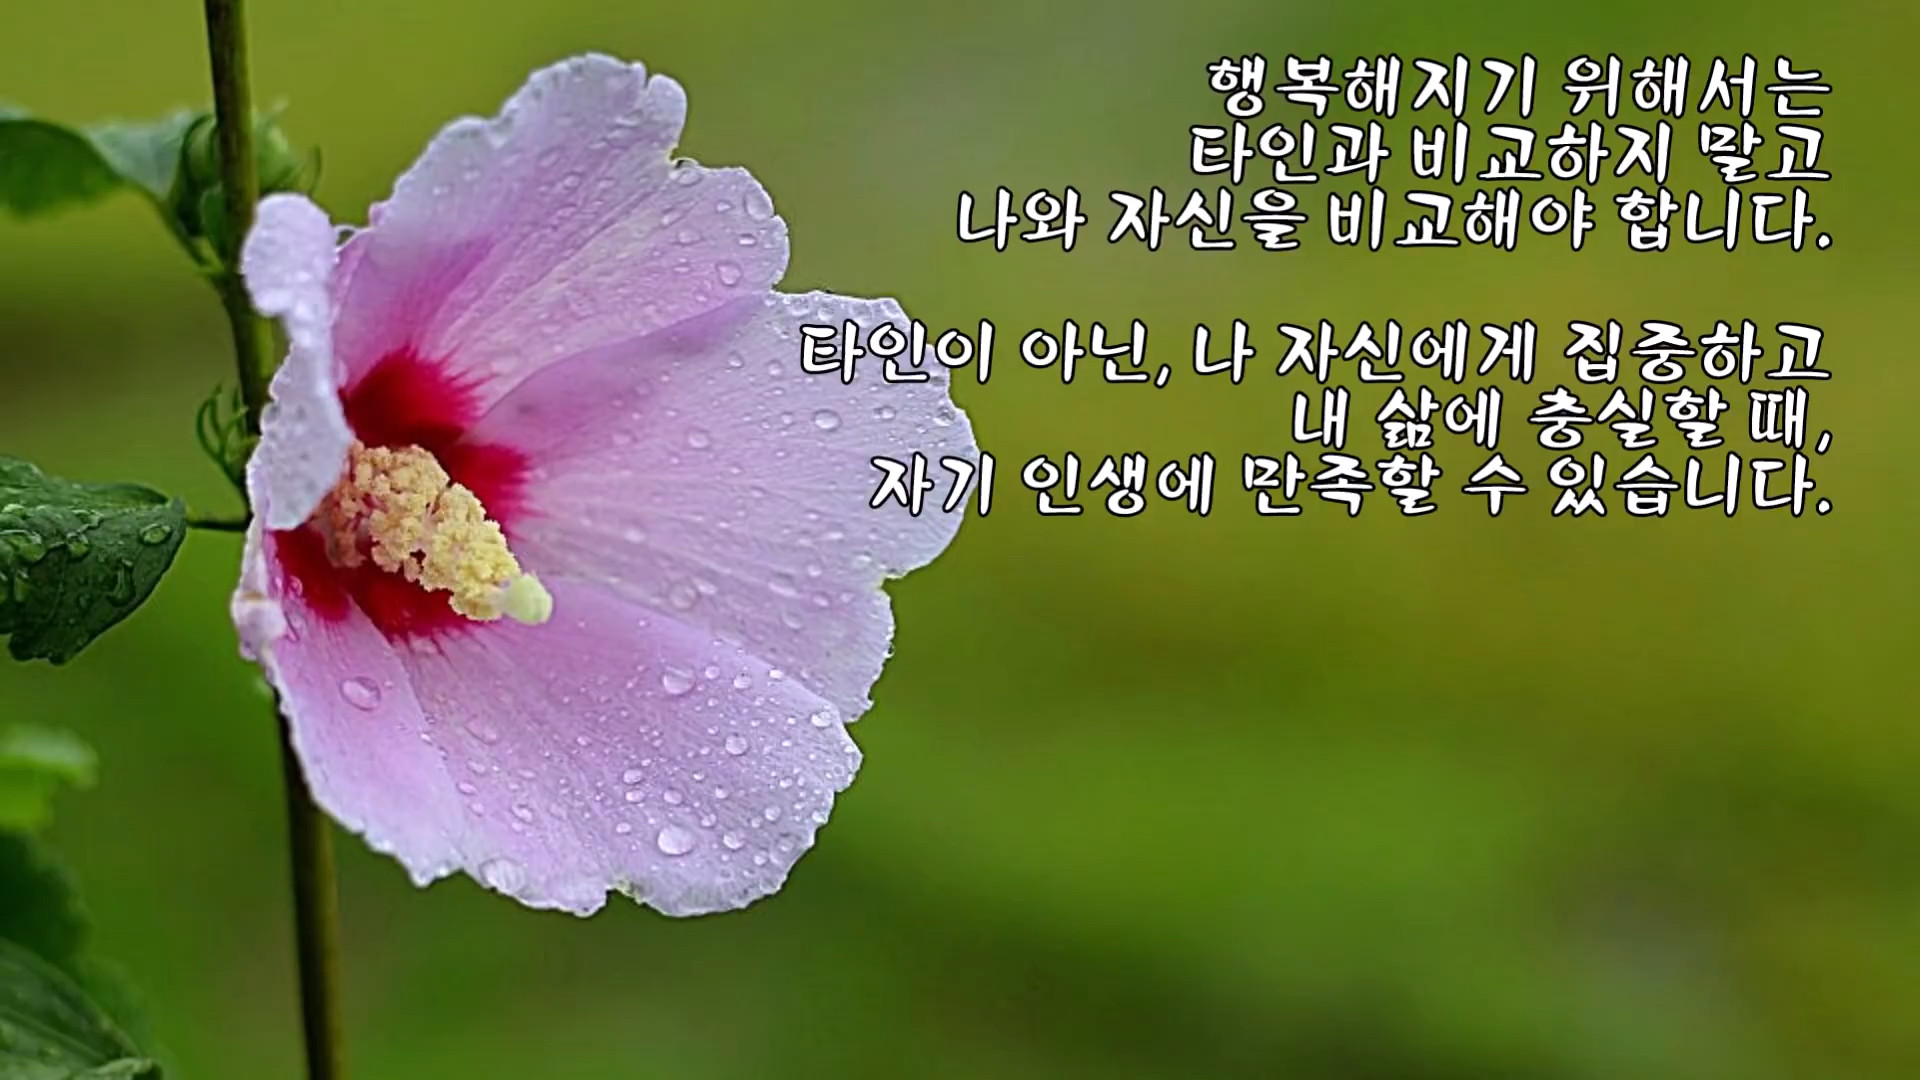 행복해지기 위해서는
타인과 비교하지 말고
나와 자신을 비교해야 합니다.
타인이 아닌, 나 자신에게 집중하고
내 삶에 충실할 때,
자기 인생에 만족할 수 있습니다.